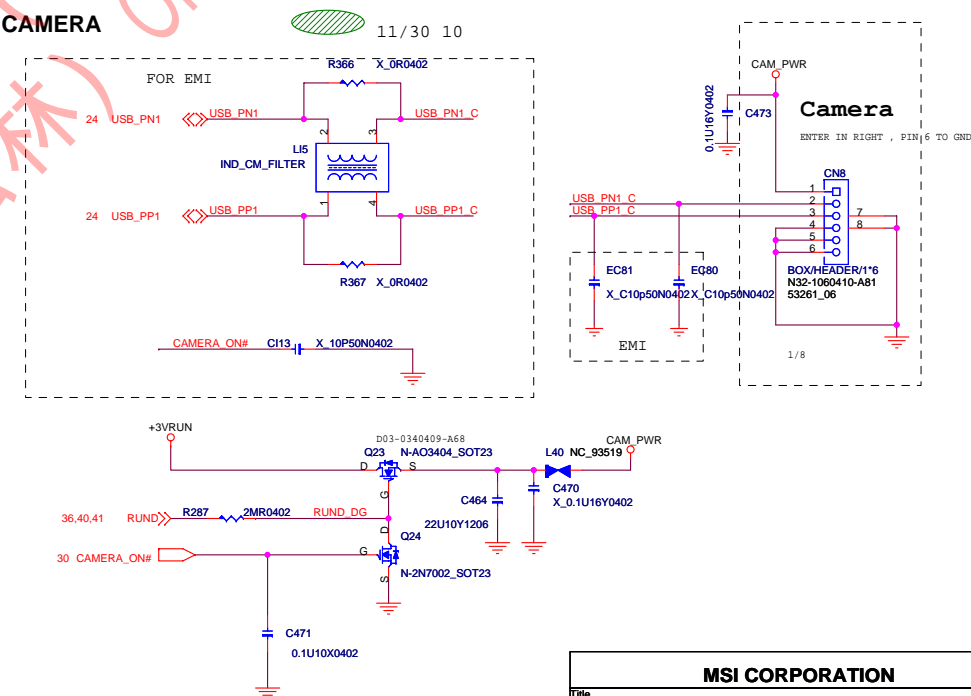 CAMERA
11/30 10
FOR EMI
R366 X_0R0402
24 USB_PN1 USB_PN1 USB_PN1_C
2 3
LI5
IND_CM_FILTER
1 4
24 USB_PP1 USB_PP1 USB_PP1_C
R367 X_0R0402
CAMERA_ON# CI13 X_10P50N0402
CAM_PWR
0.1U16Y0402
C473
Camera
ENTER IN RIGHT , PIN 6 TO GND
CN8
USB_PN1_C
USB_PP1_C
1
2
3
4
5
6
7
8
BOX/HEADER/1*6
N32-1060410-A81
53261_06
EC81
X_C10p50N0402
EC80
X_C10p50N0402
EMI
1/8
+3VRUN
D03-0340409-A68
Q23 N-AO3404_SOT23
D S
G
L40 NC_93519
CAM_PWR
C464
22U10Y1206
C470
X_0.1U16Y0402
36,40,41 RUND R287 2MR0402 RUND_DG
D
Q24
30 CAMERA_ON# G
S
N-2N7002_SOT23
C471
0.1U10X0402
MSI CORPORATION
Title